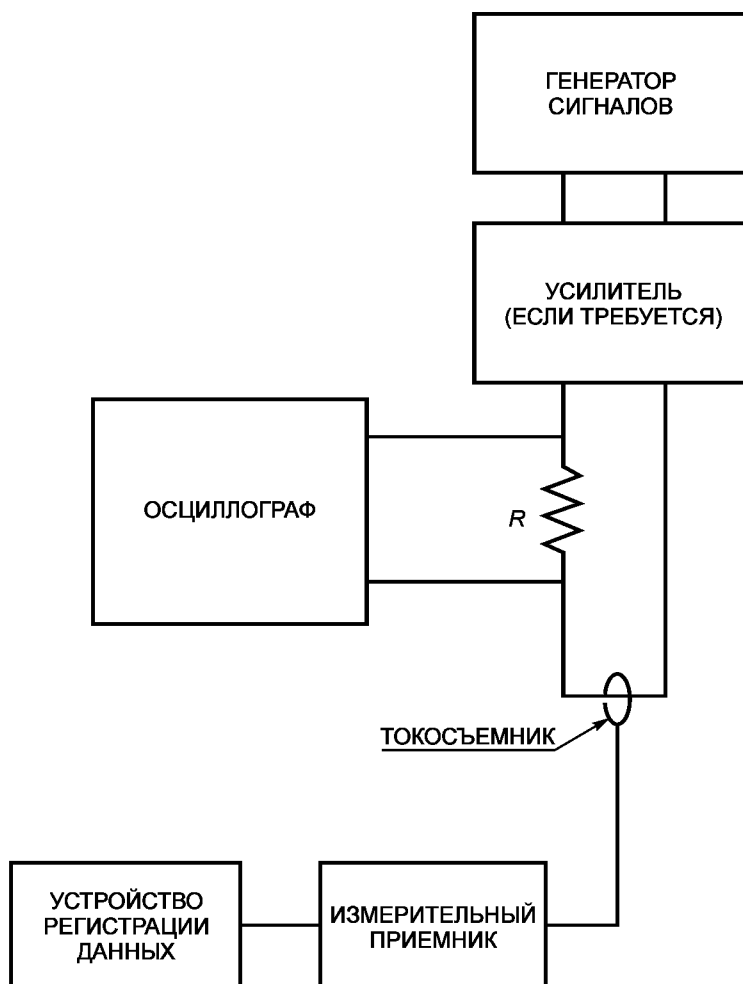 ГЕНЕРАТОР
СИГНАЛОВ
УСИЛИТЕЛЬ
(ЕСЛИ ТРЕБУЕТСЯ)
ОСЦИЛЛОГРАФ
R
ТОКОСЪЕМНИК
УСТРОЙСТВО
РЕГИСТРАЦИИ
ДАННЫХ
ИЗМЕРИТЕЛЬНЫЙ
ПРИЕМНИК